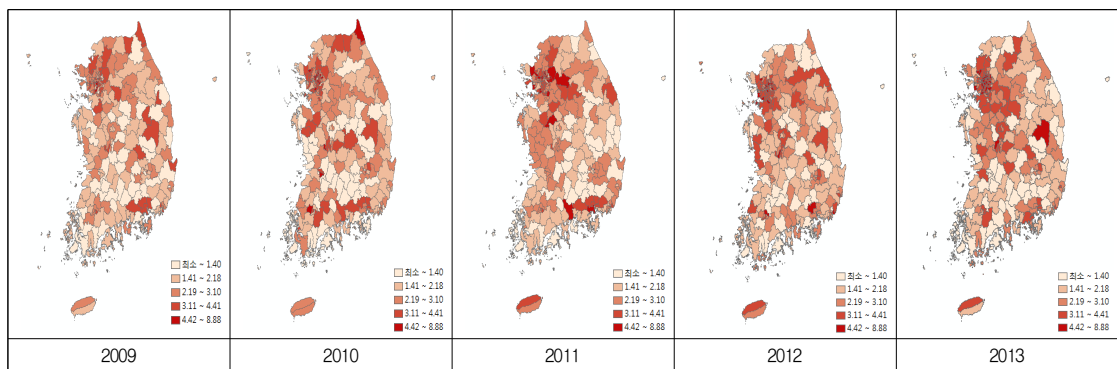 최소 ~ 1.40
1.41 ~ 2.18
2.19 ~ 3.10
3.11 ~ 4.41
4.42 ~ 8.88
최소 ~ 1.40
1.41 ~ 2.18
2.19 ~ 3.10
3.11 ~ 4.41
4.42 ~ 8.88
최소 ~ 1.40
1.41 ~ 2.18
2.19 ~ 3.10
3.11 ~ 4.41
4.42 ~ 8.88
최소 ~ 1.40
1.41 ~ 2.18
2.19 ~ 3.10
3.11 ~ 4.41
4.42 ~ 8.88
최소 ~ 1.40
1.41 ~ 2.18
2.19 ~ 3.10
3.11 ~ 4.41
4.42 ~ 8.88
2009
2010
2011
2012
2013